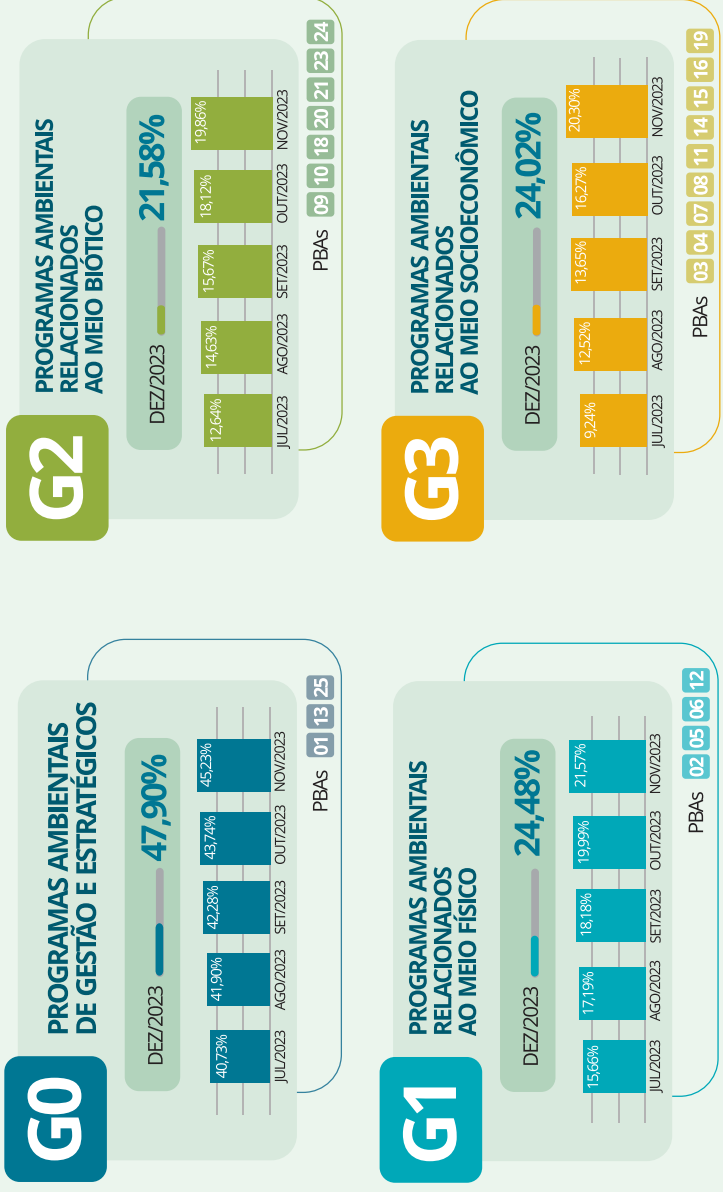 G0
PROGRAMAS AMBIENTAIS
DE GESTÃO E ESTRATÉGICOS
DEZ/2023 47,90%
40,73% 41,90% 42,28% 43,74% 45,23%
JUL/2023 AGO/2023 SET/2023 OUT/2023 NOV/2023
PBAs 01 13 25
G2
PROGRAMAS AMBIENTAIS
RELACIONADOS
AO MEIO BIÓTICO
DEZ/2023 21,58%
12,64% 14,63% 15,67% 18,12% 19,86%
JUL/2023 AGO/2023 SET/2023 OUT/2023 NOV/2023
PBAs 09 10 18 20 21 23 24
G1
PROGRAMAS AMBIENTAIS
RELACIONADOS
AO MEIO FÍSICO
DEZ/2023 24,48%
15,66% 17,19% 18,18% 19,99% 21,57%
JUL/2023 AGO/2023 SET/2023 OUT/2023 NOV/2023
PBAs 02 05 06 12
G3
PROGRAMAS AMBIENTAIS
RELACIONADOS
AO MEIO SOCIOECONÔMICO
DEZ/2023 24,02%
9,24% 12,52% 13,65% 16,27% 20,30%
JUL/2023 AGO/2023 SET/2023 OUT/2023 NOV/2023
PBAs 03 04 07 08 11 14 15 16 19